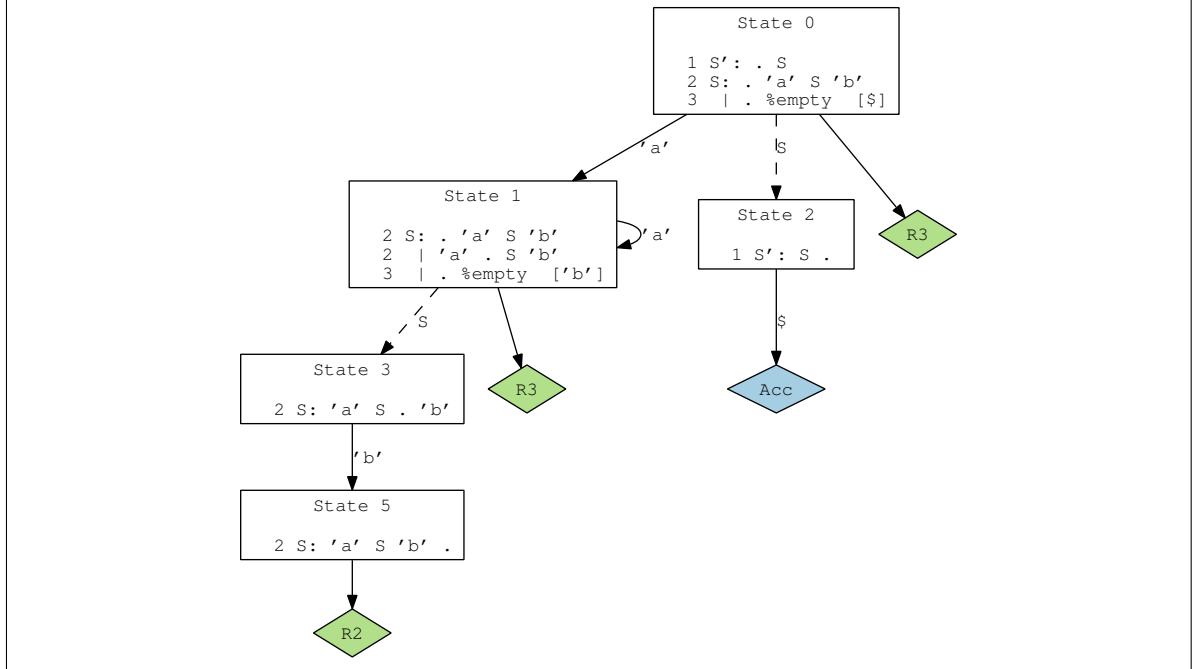 State 0
1 S′: . S
2 S: . ′a′ S ′b′
3 | . %empty [$]
′a′
S
State 1
2 S: . ′a′ S ′b′
2 | ′a′ . S ′b′
3 | . %empty [′b′]
′a′
State 2
1 S′: S .
R3
S
$
State 3
2 S: ′a′ S . ′b′
R3
Acc
′b′
State 5
2 S: ′a′ S ′b′ .
R2